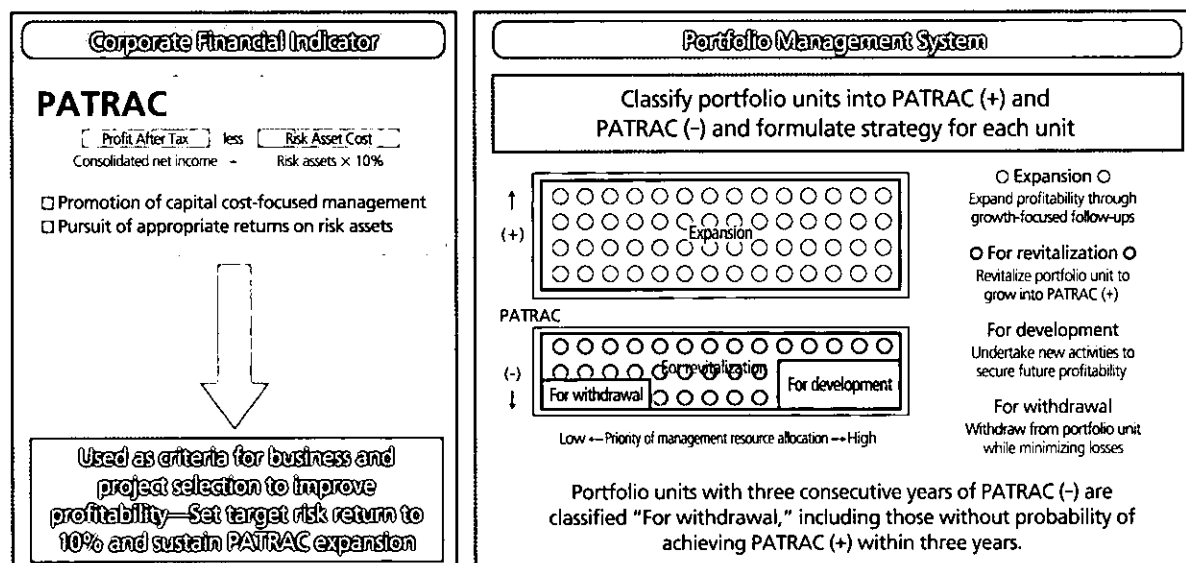 Corporate Financial Indicator
PATRAC
Profit After Tax less Risk Asset Cost
Consolidated net income – Risk assets × 10%
□ Promotion of capital cost-focused management
□ Pursuit of appropriate returns on risk assets
Used as criteria for business and
project selection to improve
profitability—Set target risk return to
10% and sustain PATRAC expansion
Portfolio Management System
Classify portfolio units into PATRAC (+) and
PATRAC (-) and formulate strategy for each unit
↑
(+)
Expansion
PATRAC
(-)
↓
For revitalization
For withdrawal
For development
Low ←Priority of management resource allocation→ High
○ Expansion ○
Expand profitability through
growth-focused follow-ups
○ For revitalization ○
Revitalize portfolio unit to
grow into PATRAC (+)
For development
Undertake new activities to
secure future profitability
For withdrawal
Withdraw from portfolio unit
while minimizing losses
Portfolio units with three consecutive years of PATRAC (-) are
classified "For withdrawal," including those without probability of
achieving PATRAC (+) within three years.